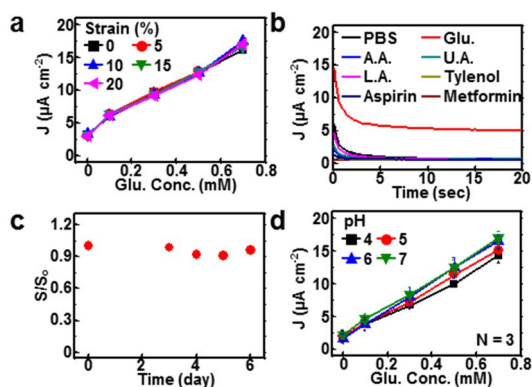 a
Strain (%)
0 5
10 15
20
J (µA cm⁻²)
20
15
10
5
0
0.0 0.2 0.4 0.6 0.8
Glu. Conc. (mM)
b
PBS Glu.
A.A. U.A.
L.A. Tylenol
Aspirin Metformin
J (µA cm⁻²)
20
15
10
5
0
0 5 10 15 20
Time (sec)
c
S/Sₒ
1.2
0.9
0.6
0.3
0
0 2 4 6
Time (day)
d
pH
4 5
6 7
J (µA cm⁻²)
20
15
10
5
0
0.0 0.2 0.4 0.6 0.8
Glu. Conc. (mM)
N = 3